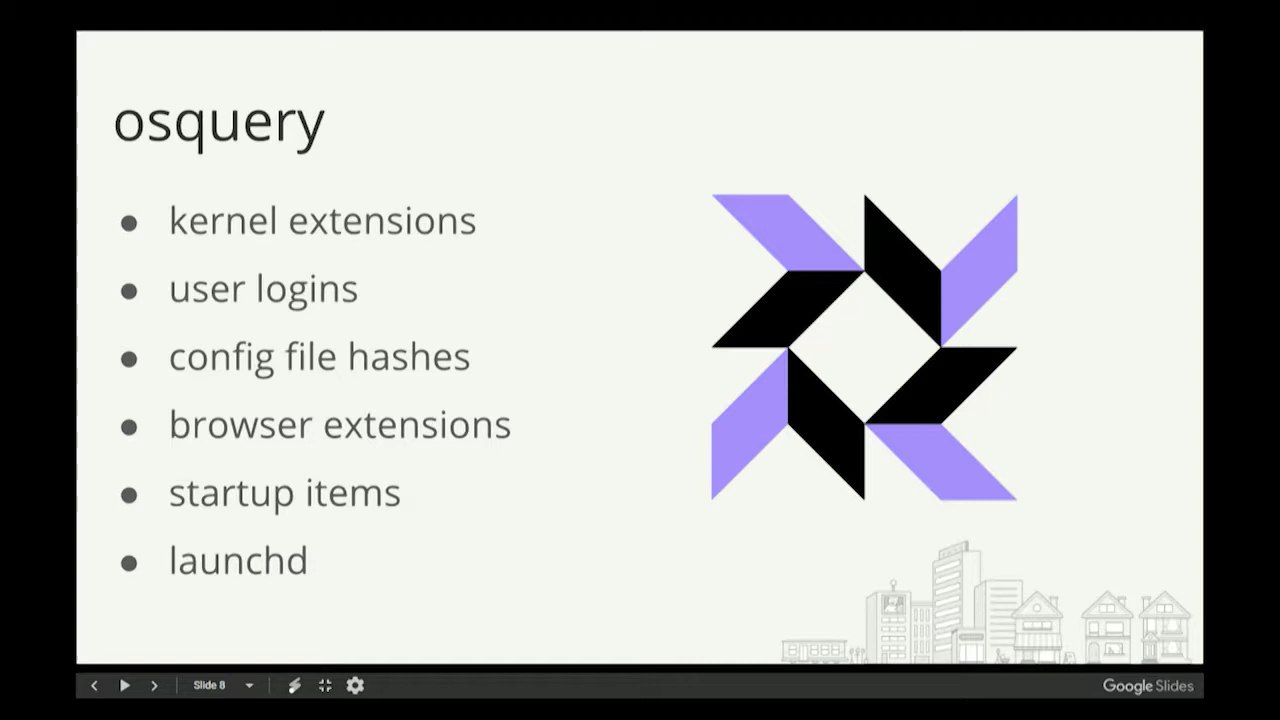 osquery
● kernel extensions
● user logins
● config file hashes
● browser extensions
● startup items
● launchd
Slide 8
Google Slides